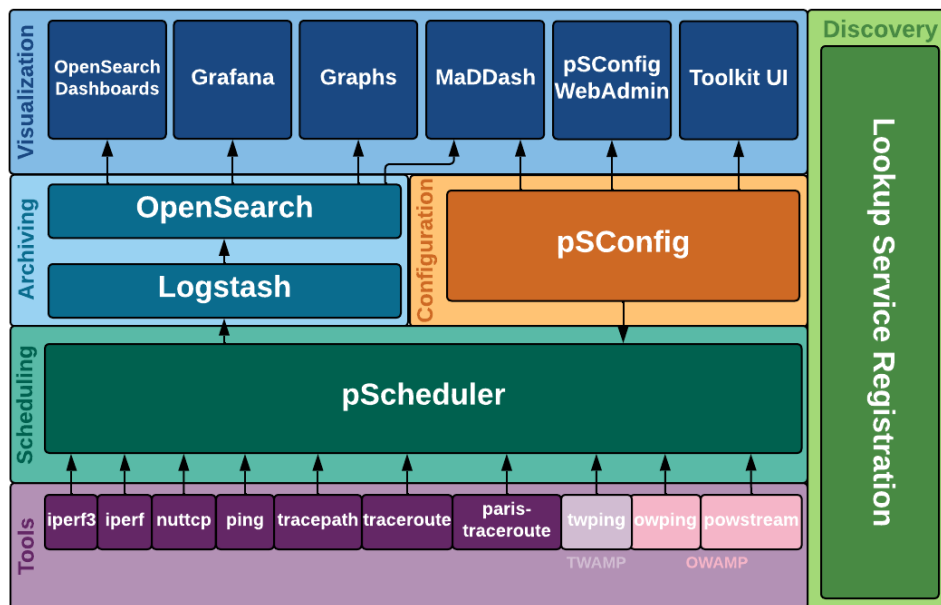 Visualization
OpenSearch
Dashboards
Grafana
Graphs
MaDDash
pSConfig
WebAdmin
Toolkit UI
Archiving
OpenSearch
Logstash
Configuration
pSConfig
Scheduling
pScheduler
Tools
iperf3
iperf
nuttcp
ping
tracepath
traceroute
paris-
traceroute
twping
owping
powstream
TWAMP
OWAMP
Discovery
Lookup Service Registration